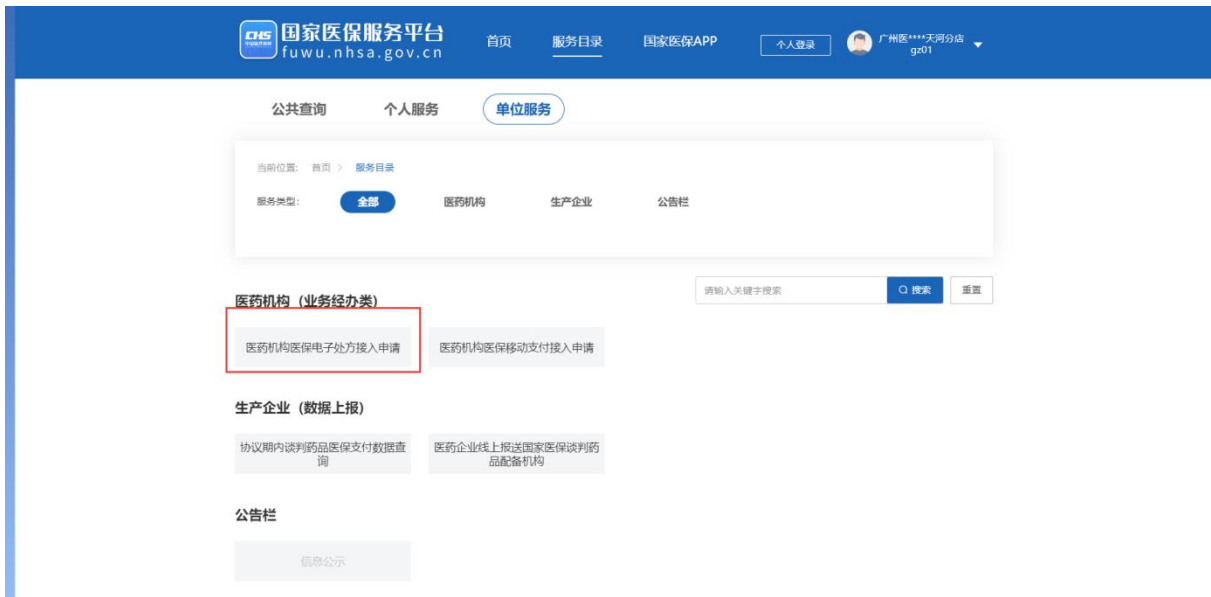 CHS
国家医保服务平台
fuwu.nhsa.gov.cn
首页
服务目录
国家医保APP
个人登录
广州医****天河分店
gz01
公共查询
个人服务
单位服务
当前位置: 首页 > 服务目录
服务类型:
全部
医药机构
生产企业
公告栏
医药机构（业务经办类）
请输入关键字搜索
搜索
重置
医药机构医保电子处方接入申请
医药机构医保移动支付接入申请
生产企业（数据上报）
协议期内谈判药品医保支付数据查
询
医药企业线上报送国家医保谈判药
品配备机构
公告栏
信息公示